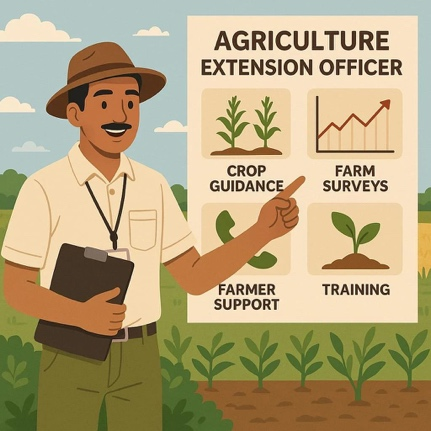 AGRICULTURE
EXTENSION OFFICER
CROP
GUIDANCE
FARM
SURVEYS
FARMER
SUPPORT
TRAINING